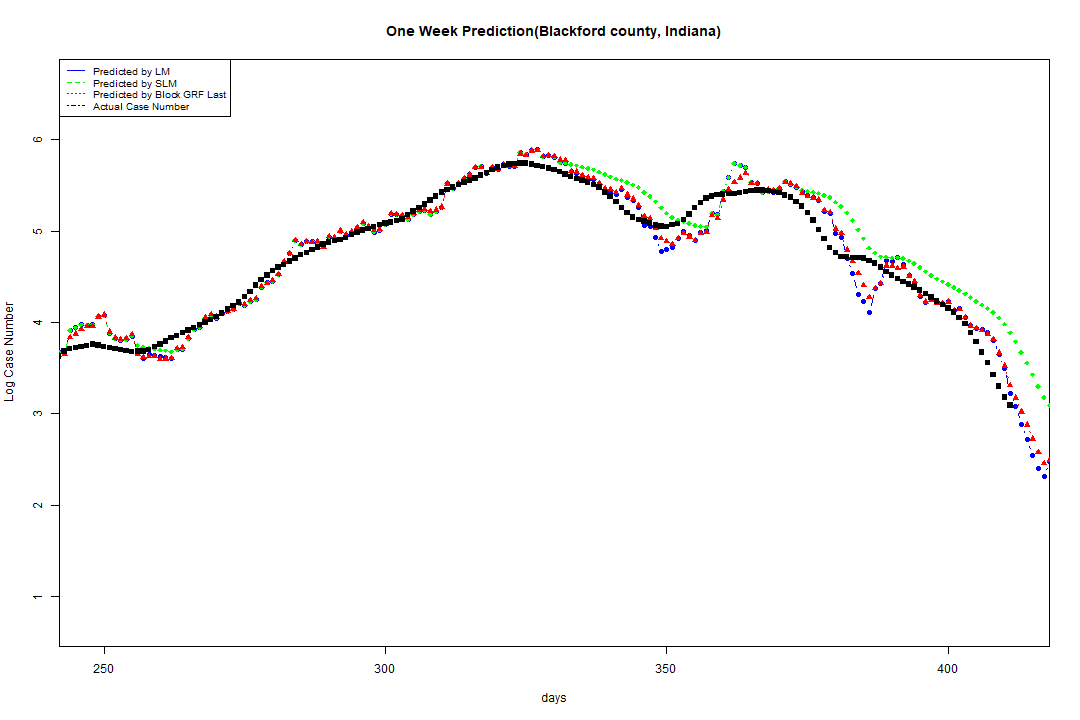 One Week Prediction(Blackford county, Indiana)
Predicted by LM
Predicted by SLM
Predicted by Block GRF Last
Actual Case Number
6
5
4
3
2
1
Log Case Number
250 300 350 400
days